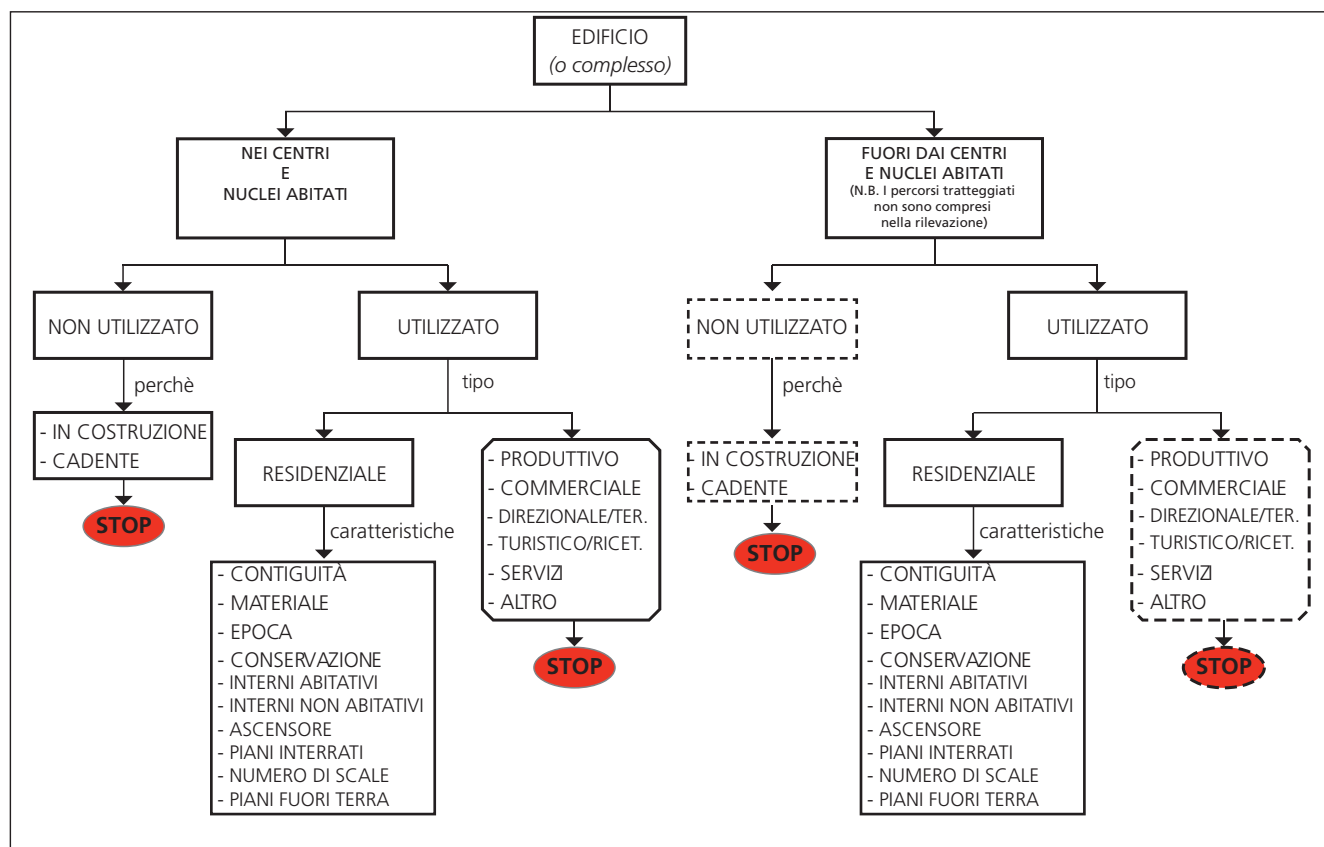 EDIFICIO
(o complesso)
NEI CENTRI
E
NUCLEI ABITATI
FUORI DAI CENTRI
E NUCLEI ABITATI
(N.B. I percorsi tratteggiati
non sono compresi
nella rilevazione)
NON UTILIZZATO
UTILIZZATO
NON UTILIZZATO
UTILIZZATO
perchè
tipo
perchè
tipo
- IN COSTRUZIONE
- CADENTE
STOP
RESIDENZIALE
- PRODUTTIVO
- COMMERCIALE
- DIREZIONALE/TER.
- TURISTICO/RICET.
- SERVIZI
- ALTRO
STOP
caratteristiche
- CONTIGUITÀ
- MATERIALE
- EPOCA
- CONSERVAZIONE
- INTERNI ABITATIVI
- INTERNI NON ABITATIVI
- ASCENSORE
- PIANI INTERRATI
- NUMERO DI SCALE
- PIANI FUORI TERRA
- IN COSTRUZIONE
- CADENTE
STOP
RESIDENZIALE
- PRODUTTIVO
- COMMERCIALE
- DIREZIONALE/TER.
- TURISTICO/RICET.
- SERVIZI
- ALTRO
STOP
caratteristiche
- CONTIGUITÀ
- MATERIALE
- EPOCA
- CONSERVAZIONE
- INTERNI ABITATIVI
- INTERNI NON ABITATIVI
- ASCENSORE
- PIANI INTERRATI
- NUMERO DI SCALE
- PIANI FUORI TERRA